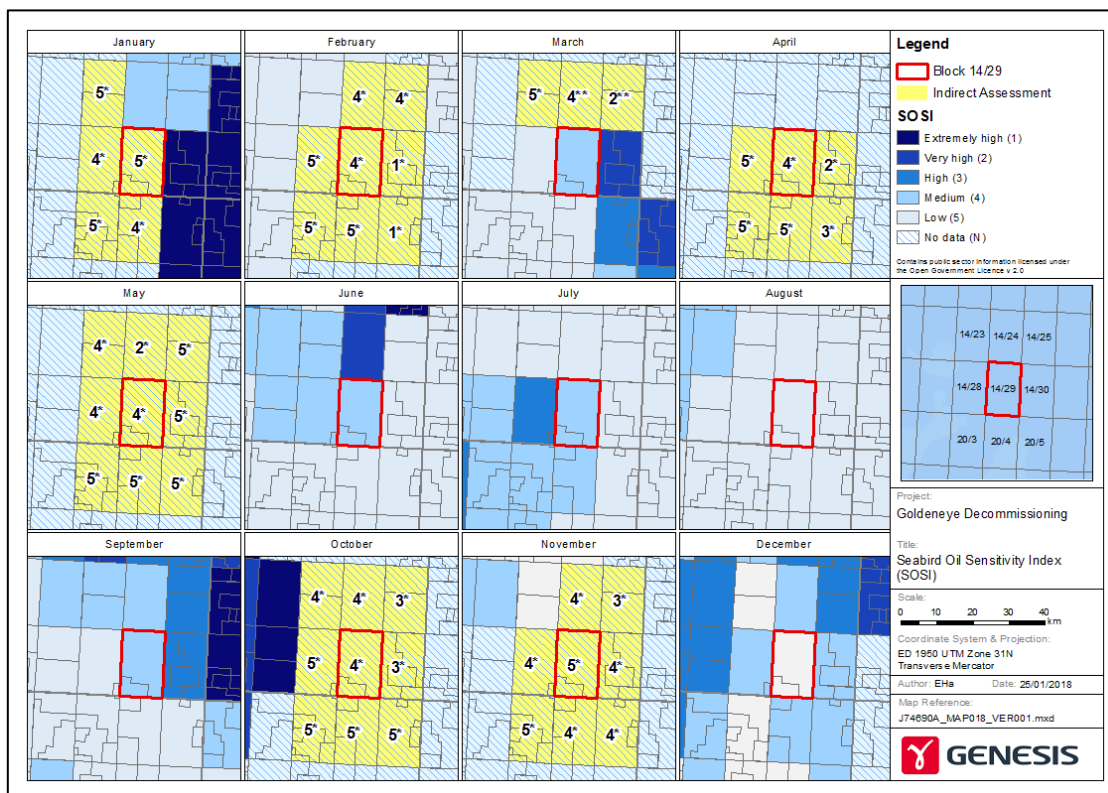 January
February
March
April
5*
4* 5*
5* 4*
4* 4*
5* 4* 1*
5* 5* 1*
5* 4** 2**
5* 4* 2*
5* 5* 3*
May
June
July
August
4* 2* 5*
4* 4* 5*
5* 5* 5*
September
October
November
December
4* 4* 3*
5* 4* 3*
5* 5* 5*
4* 3*
4* 5* 4*
5* 4* 4*
Legend
Block 14/29
Indirect Assessment
SOSI
Extremely high (1)
Very high (2)
High (3)
Medium (4)
Low (5)
No data (N)
Contains public sector information licensed under
the Open Government Licence v 2.0
14/23 14/24 14/25
14/28 14/29 14/30
20/3 20/4 20/5
Project:
Goldeneye Decommissioning
Title:
Seabird Oil Sensitivity Index
(SOSI)
Scale:
0 10 20 30 40
km
Coordinate System & Projection:
ED 1950 UTM Zone 31N
Transverse Mercator
Author: EHa Date: 25/01/2018
Map Reference:
J74690A_MAP018_VER001.mxd
GENESIS